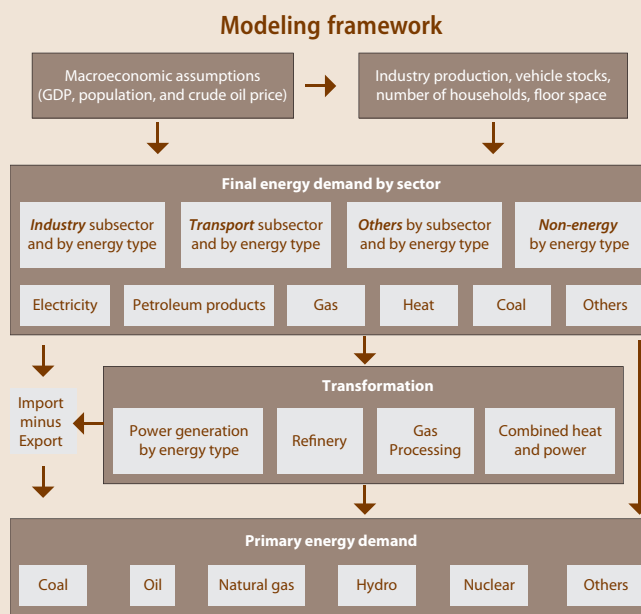 Modeling framework
Macroeconomic assumptions
(GDP, population, and crude oil price)
Industry production, vehicle stocks,
number of households, floor space
Final energy demand by sector
Industry subsector
and by energy type
Transport subsector
and by energy type
Others by subsector
and by energy type
Non-energy
by energy type
Electricity
Petroleum products
Gas
Heat
Coal
Others
Import
minus
Export
Transformation
Power generation
by energy type
Refinery
Gas
Processing
Combined heat
and power
Primary energy demand
Coal
Oil
Natural gas
Hydro
Nuclear
Others